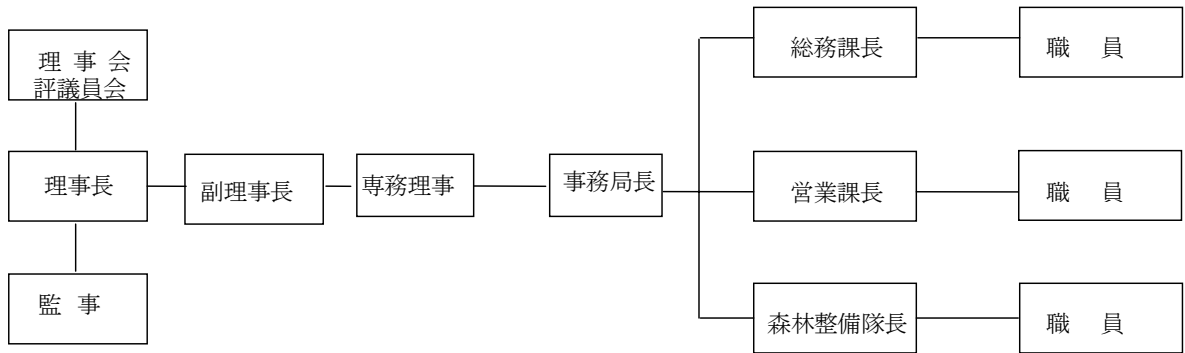 理 事 会
評議員会
理事長
監 事
副理事長
専務理事
事務局長
総務課長
職 員
営業課長
職 員
森林整備隊長
職 員